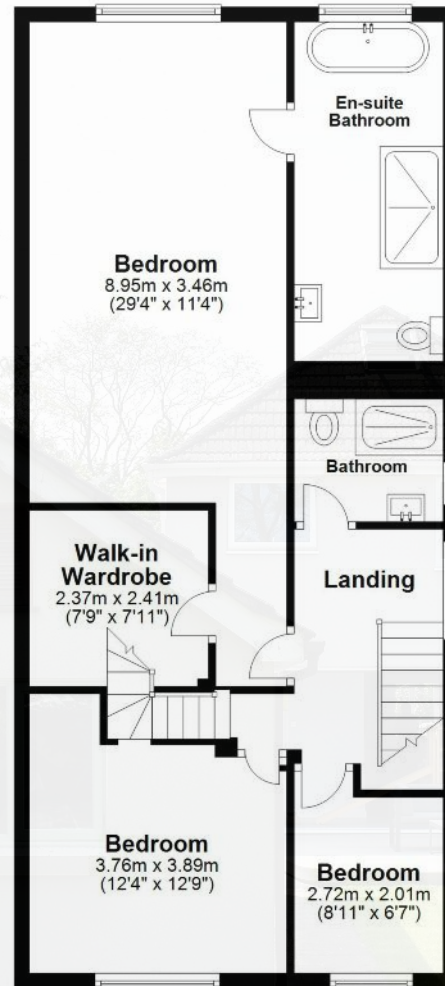 En-suite
Bathroom
Bedroom
8.95m x 3.46m
(29'4" x 11'4")
Bathroom
Walk-in
Wardrobe
2.37m x 2.41m
(7'9" x 7'11")
Landing
Bedroom
3.76m x 3.89m
(12'4" x 12'9")
Bedroom
2.72m x 2.01m
(8'11" x 6'7")